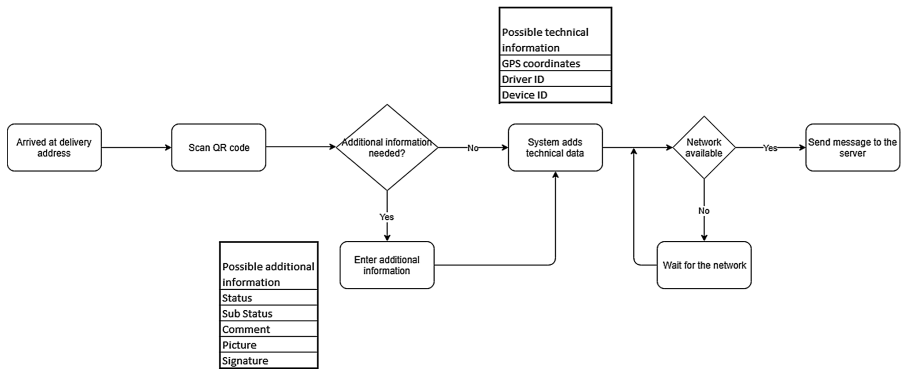 Possible technical
information
GPS coordinates
Driver ID
Device ID
Arrived at delivery
address
Scan QR code
Additional information
needed?
No
System adds
technical data
Network
available
Yes
Send message to the
server
Yes
No
Enter additional
information
Wait for the network
Possible additional
information
Status
Sub Status
Comment
Picture
Signature